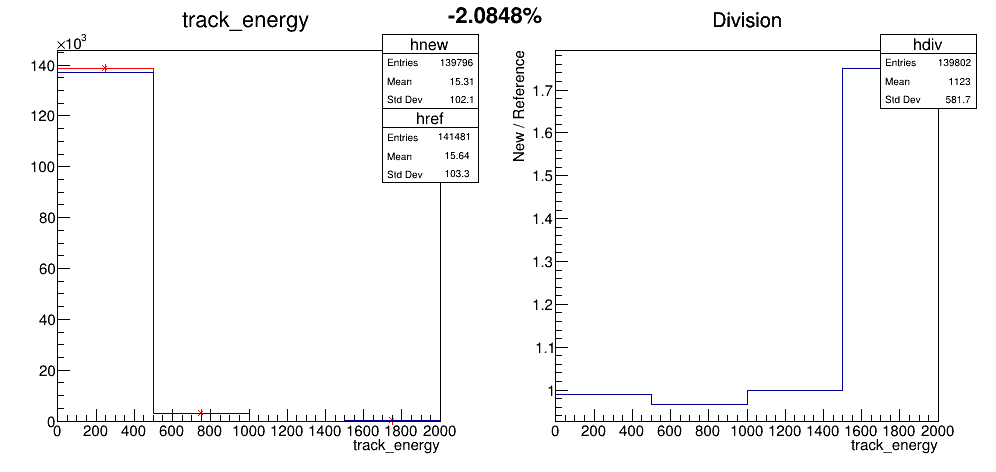 track_energy
-2.0848%
Division
×10³
hnew
Entries 139796
Mean 15.31
Std Dev 102.1
href
Entries 141481
Mean 15.64
Std Dev 103.3
140
120
100
80
60
40
20
0
0 200 400 600 800 1000 1200 1400 1600 1800 2000
track_energy
hdiv
Entries 139802
Mean 1123
Std Dev 581.7
New / Reference
1.7
1.6
1.5
1.4
1.3
1.2
1.1
1
0 200 400 600 800 1000 1200 1400 1600 1800 2000
track_energy